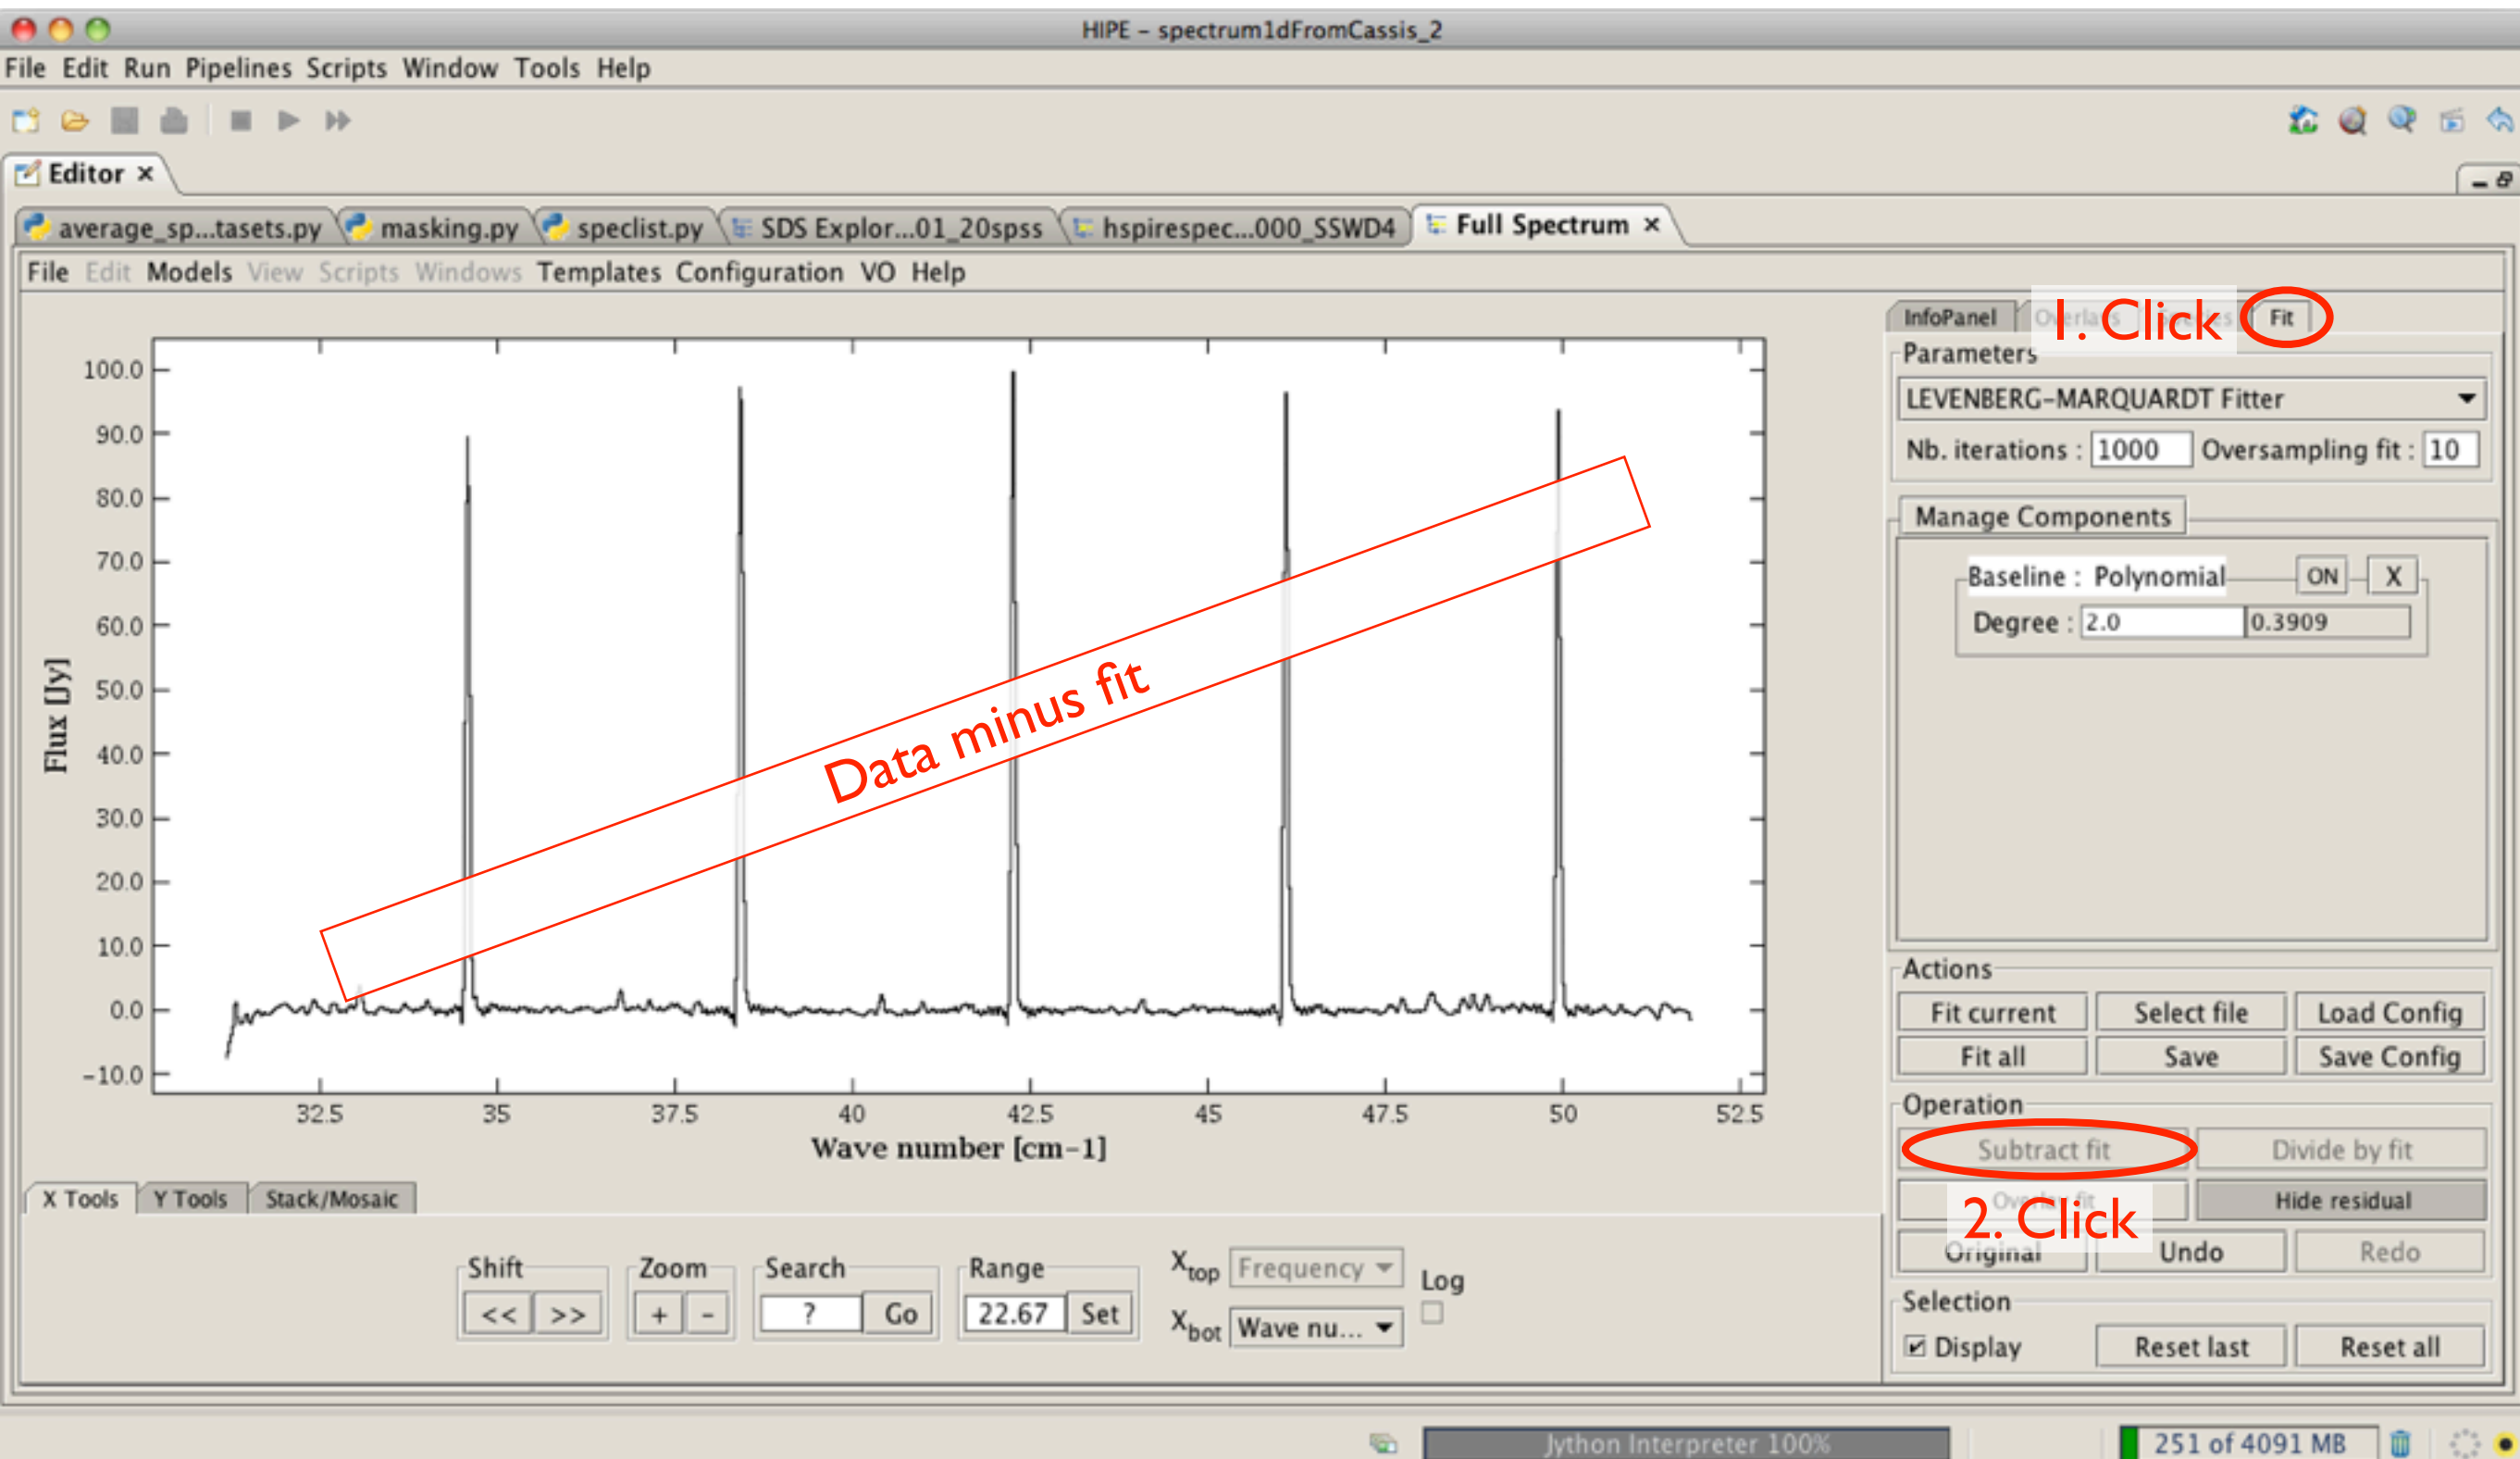 HIPE – spectrum1dFromCassis_2
File Edit Run Pipelines Scripts Window Tools Help
Editor ×
average_sp...tasets.py masking.py speclist.py SDS Explor...01_20spss hspirespec...000_SSWD4 Full Spectrum ×
File Edit Models View Scripts Windows Templates Configuration VO Help
InfoPanel 1. Click Fit
Parameters
LEVENBERG-MARQUARDT Fitter
Nb. iterations : 1000 Oversampling fit : 10
Manage Components
Baseline : Polynomial ON X
Degree : 2.0 0.3909
100.0
90.0
80.0
70.0
60.0
50.0
40.0
30.0
20.0
10.0
0.0
-10.0
Flux [Jy]
Data minus fit
32.5 35 37.5 40 42.5 45 47.5 50 52.5
Wave number [cm-1]
Actions
Fit current Select file Load Config
Fit all Save Save Config
Operation
Subtract fit Divide by fit
Overlay fit Hide residual
2. Click
Original Undo Redo
Selection
Display Reset last Reset all
X Tools Y Tools Stack/Mosaic
Shift Zoom Search Range Xtop Frequency Log
<< >> + - ? Go 22.67 Set Xbot Wave nu...
Jython Interpreter 100% 251 of 4091 MB